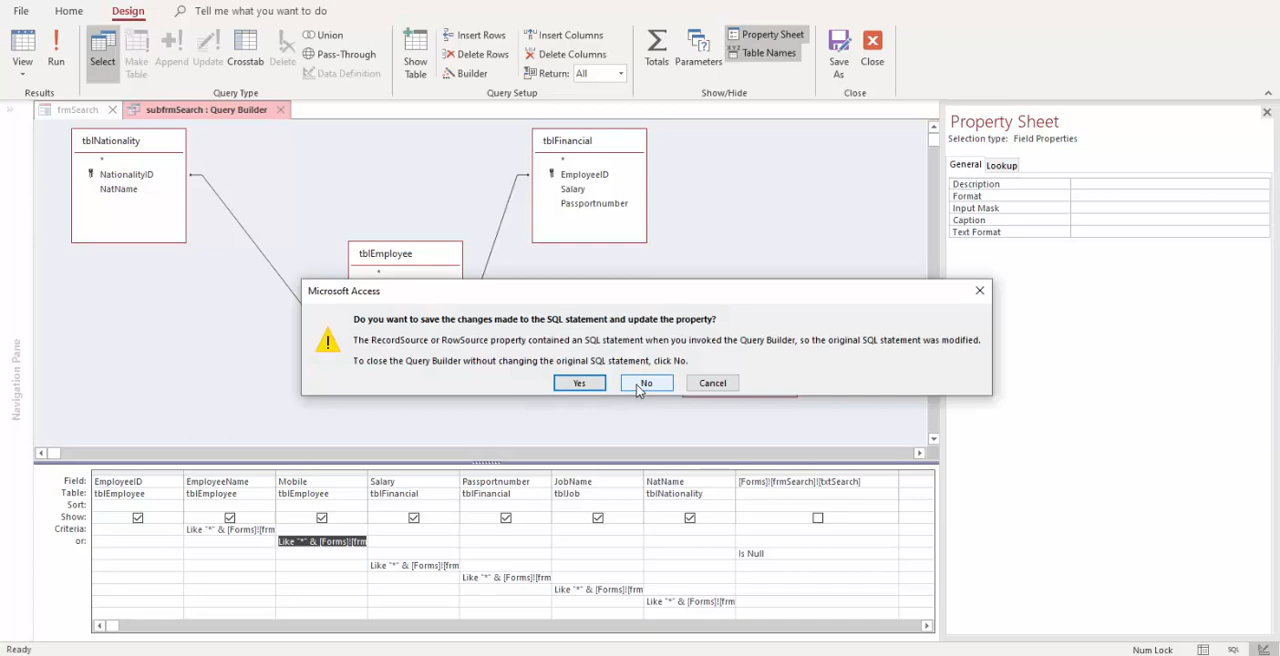 File Home Design Tell me what you want to do
View Run Select Make Table Append Update Crosstab Delete
Union
Pass-Through
Data Definition
Show Table
Insert Rows
Delete Rows
Builder
Insert Columns
Delete Columns
Return: All
Totals Parameters
Property Sheet
XYZ Table Names
Save As Close
Results Query Type Query Setup Show/Hide Close
frmSearch subfrmSearch : Query Builder
Navigation Pane
tblNationality
*
NationalityID
NatName
tblFinancial
*
EmployeeID
Salary
Passportnumber
tblEmployee
*
Microsoft Access
Do you want to save the changes made to the SQL statement and update the property?
The RecordSource or RowSource property contained an SQL statement when you invoked the Query Builder, so the original SQL statement was modified.
To close the Query Builder without changing the original SQL statement, click No.
Yes No Cancel
Property Sheet
Selection type: Field Properties
General Lookup
Description
Format
Input Mask
Caption
Text Format
Field: EmployeeID EmployeeName Mobile Salary Passportnumber JobName NatName [Forms]![frmSearch]![txtSearch]
Table: tblEmployee tblEmployee tblEmployee tblFinancial tblFinancial tblJob tblNationality
Sort:
Show:
Criteria: Like "*" & [Forms]![frm
or: Like "*" & [Forms]![frm
Is Null
Like "*" & [Forms]![frm
Like "*" & [Forms]![frm
Like "*" & [Forms]![frm
Like "*" & [Forms]![frm
Ready Num Lock SQL